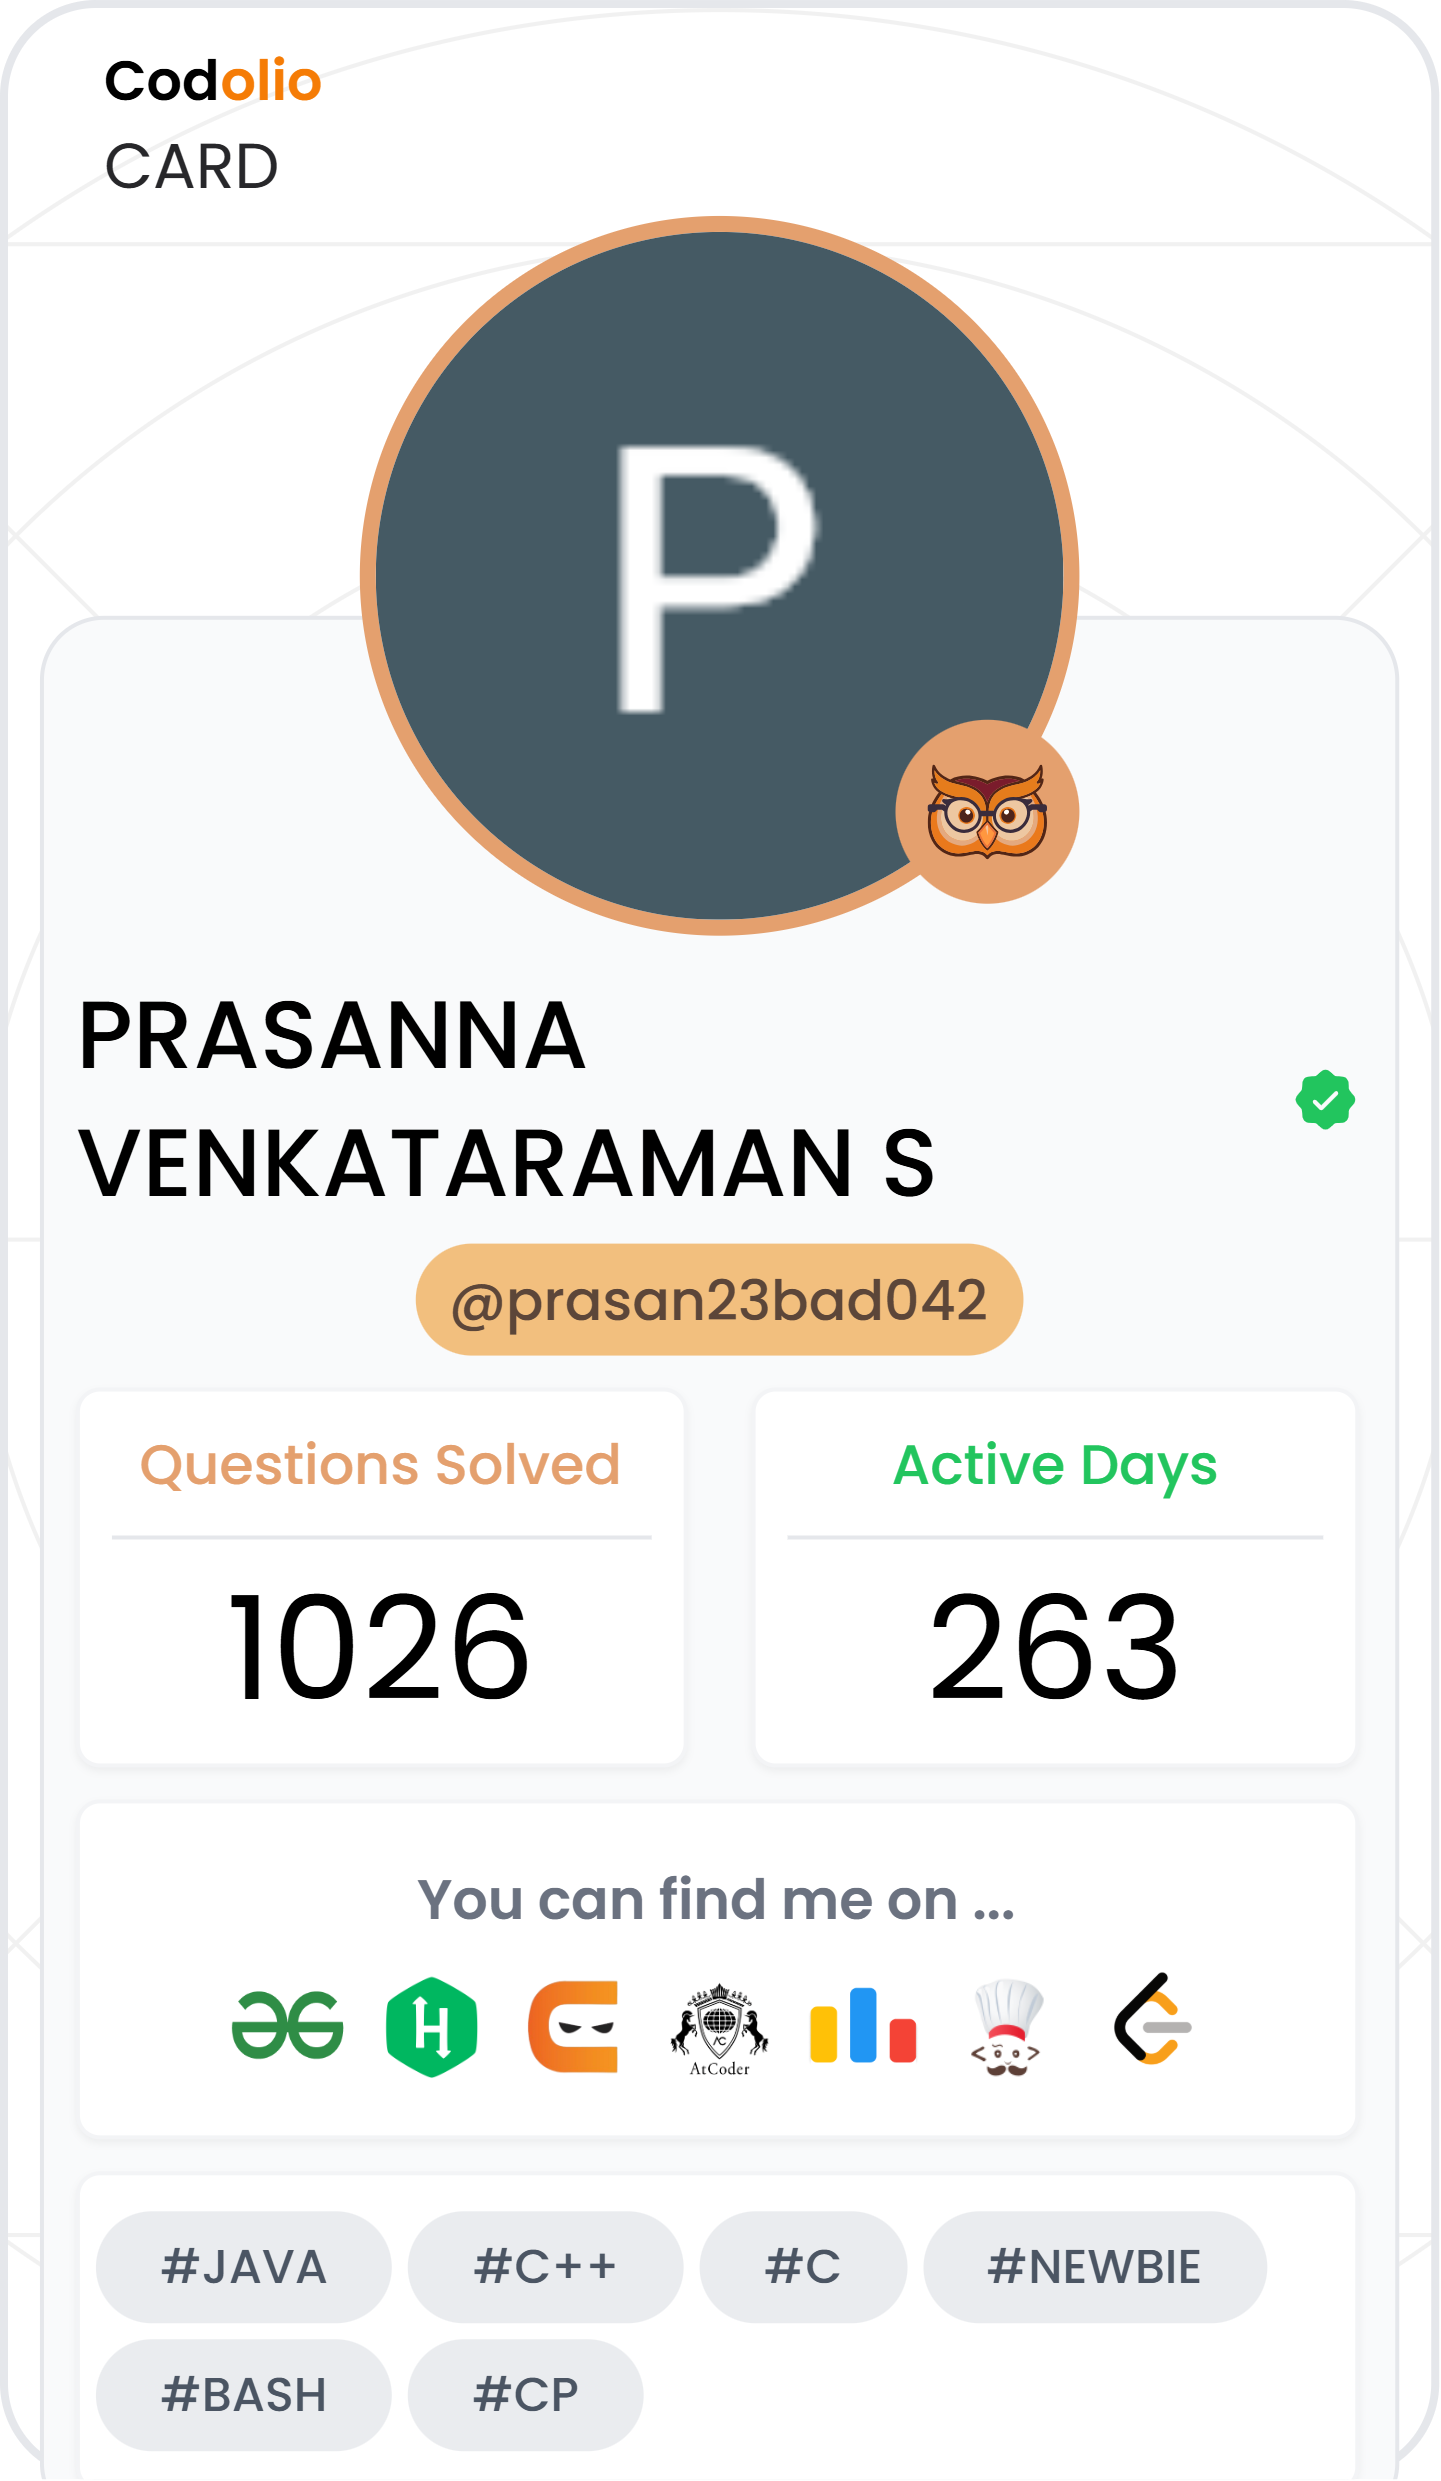 Codolio
CARD
P
PRASANNA
VENKATARAMAN S
@prasan23bad042
Questions Solved
Active Days
1026
263
You can find me on ...
AC
AtCoder
#JAVA
#C++
#C
#NEWBIE
#BASH
#CP